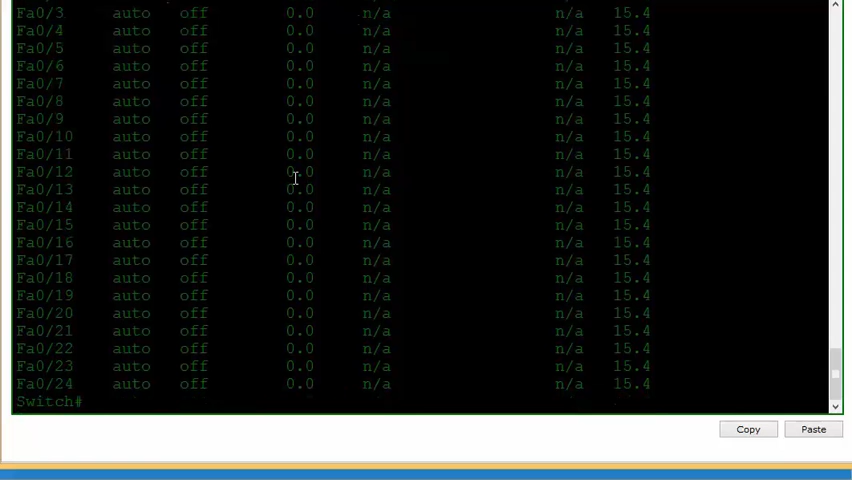 Fa0/3 auto off 0.0 n/a n/a 15.4
Fa0/4 auto off 0.0 n/a n/a 15.4
Fa0/5 auto off 0.0 n/a n/a 15.4
Fa0/6 auto off 0.0 n/a n/a 15.4
Fa0/7 auto off 0.0 n/a n/a 15.4
Fa0/8 auto off 0.0 n/a n/a 15.4
Fa0/9 auto off 0.0 n/a n/a 15.4
Fa0/10 auto off 0.0 n/a n/a 15.4
Fa0/11 auto off 0.0 n/a n/a 15.4
Fa0/12 auto off 0.0 n/a n/a 15.4
Fa0/13 auto off 0.0 n/a n/a 15.4
Fa0/14 auto off 0.0 n/a n/a 15.4
Fa0/15 auto off 0.0 n/a n/a 15.4
Fa0/16 auto off 0.0 n/a n/a 15.4
Fa0/17 auto off 0.0 n/a n/a 15.4
Fa0/18 auto off 0.0 n/a n/a 15.4
Fa0/19 auto off 0.0 n/a n/a 15.4
Fa0/20 auto off 0.0 n/a n/a 15.4
Fa0/21 auto off 0.0 n/a n/a 15.4
Fa0/22 auto off 0.0 n/a n/a 15.4
Fa0/23 auto off 0.0 n/a n/a 15.4
Fa0/24 auto off 0.0 n/a n/a 15.4
Switch#
Copy Paste